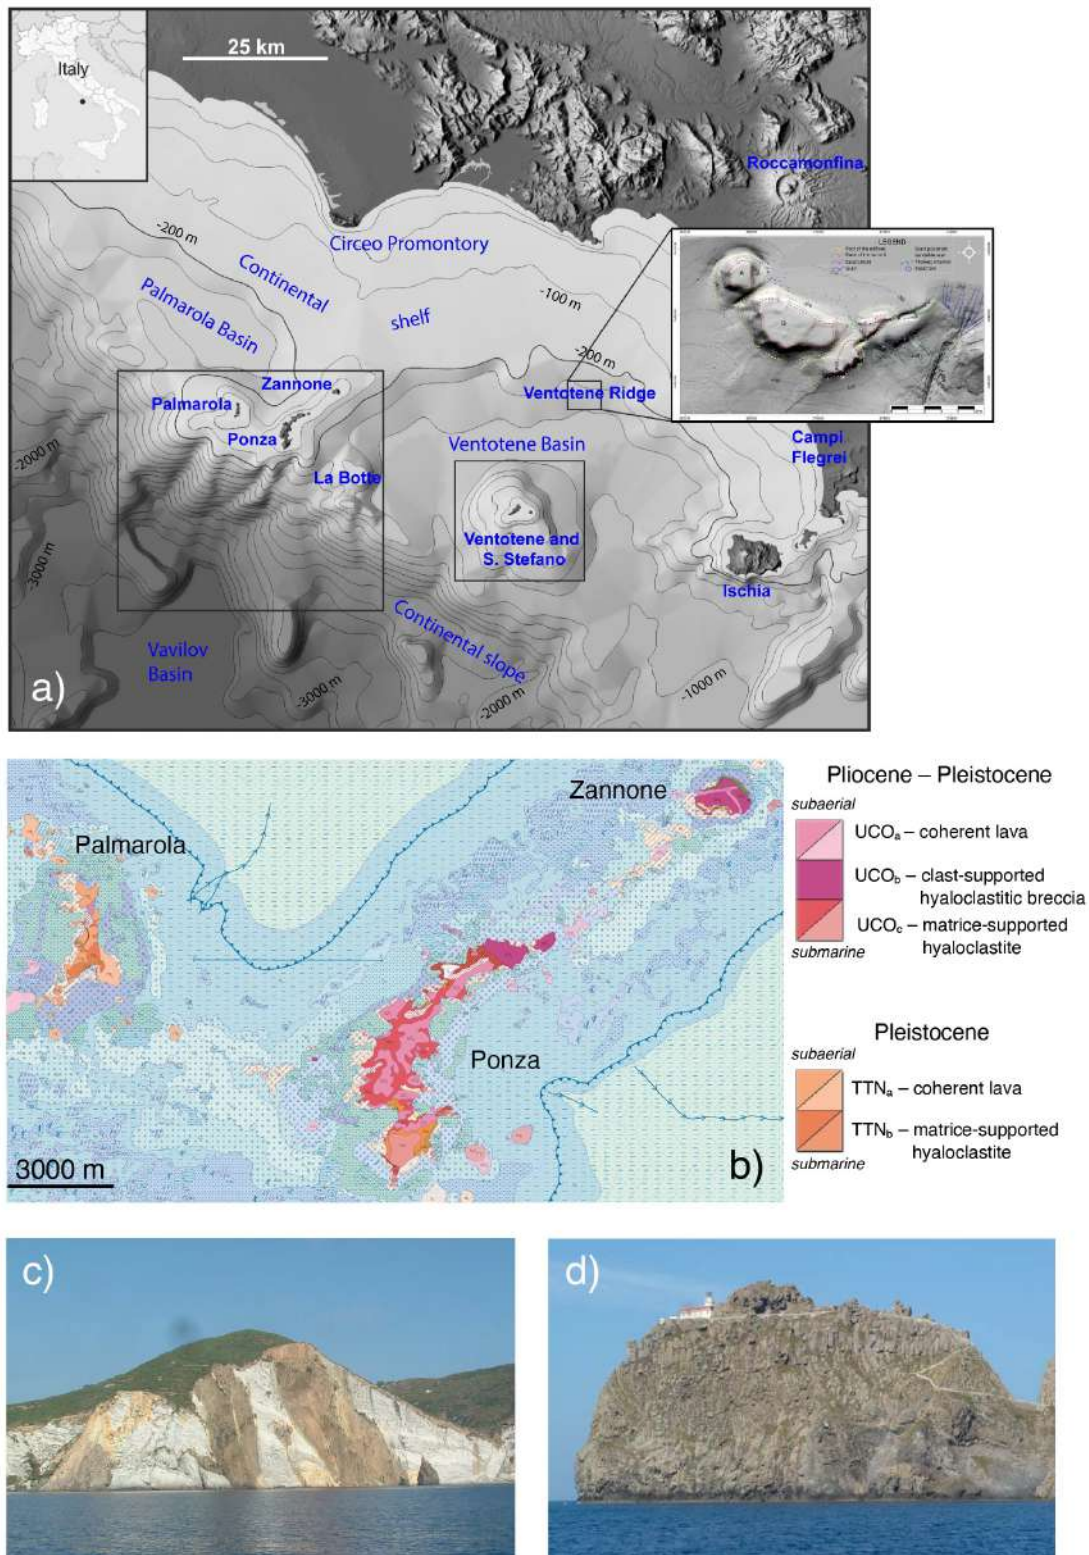 Italy
25 km
Roccamonfina
-200 m
Circeo Promontory
Continental
shelf
Palmarola Basin
-100 m
LEGEND
-200 m
Zannone
Palmarola
Ventotene Ridge
Ponza
Ventotene Basin
Campi
Flegrei
-2000 m
La Botte
Ventotene and
S. Stefano
-3000 m
Ischia
Continental slope
Vavilov
Basin
a)
-3000 m
-2000 m
-1000 m
Pliocene – Pleistocene
Zannone
subaerial
Palmarola
UCOa – coherent lava
UCOb – clast-supported
hyaloclastitic breccia
UCOc – matrice-supported
hyaloclastite
submarine
Ponza
Pleistocene
subaerial
TTNa – coherent lava
TTNb – matrice-supported
hyaloclastite
submarine
3000 m
b)
c)
d)